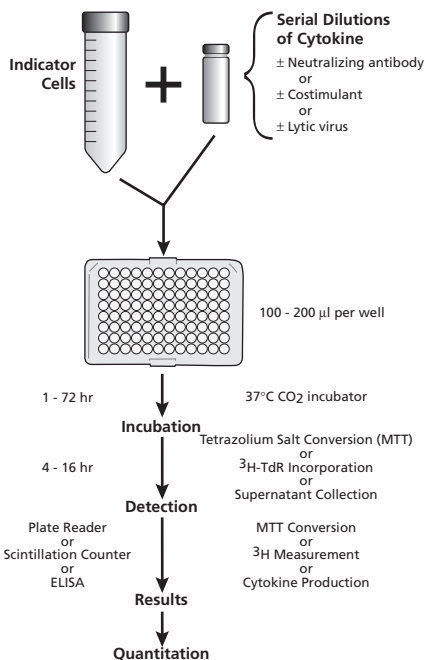 Indicator
Cells
Serial Dilutions
of Cytokine
± Neutralizing antibody
or
± Costimulant
or
± Lytic virus
100 - 200 µl per well
1 - 72 hr
37°C CO2 incubator
Incubation
4 - 16 hr
Tetrazolium Salt Conversion (MTT)
or
3H-TdR Incorporation
or
Supernatant Collection
Detection
Plate Reader
or
Scintillation Counter
or
ELISA
MTT Conversion
or
3H Measurement
or
Cytokine Production
Results
Quantitation